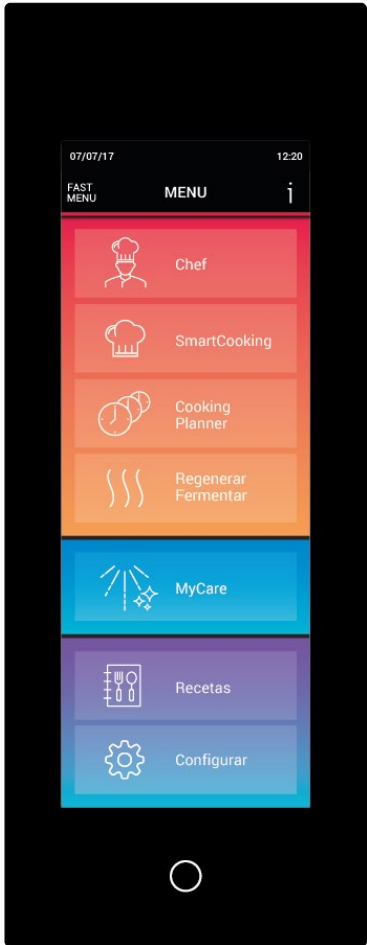 07/07/17 12:20
FAST
MENU
MENU
i
Chef
SmartCooking
Cooking
Planner
Regenerar
Fermentar
MyCare
Recetas
Configurar